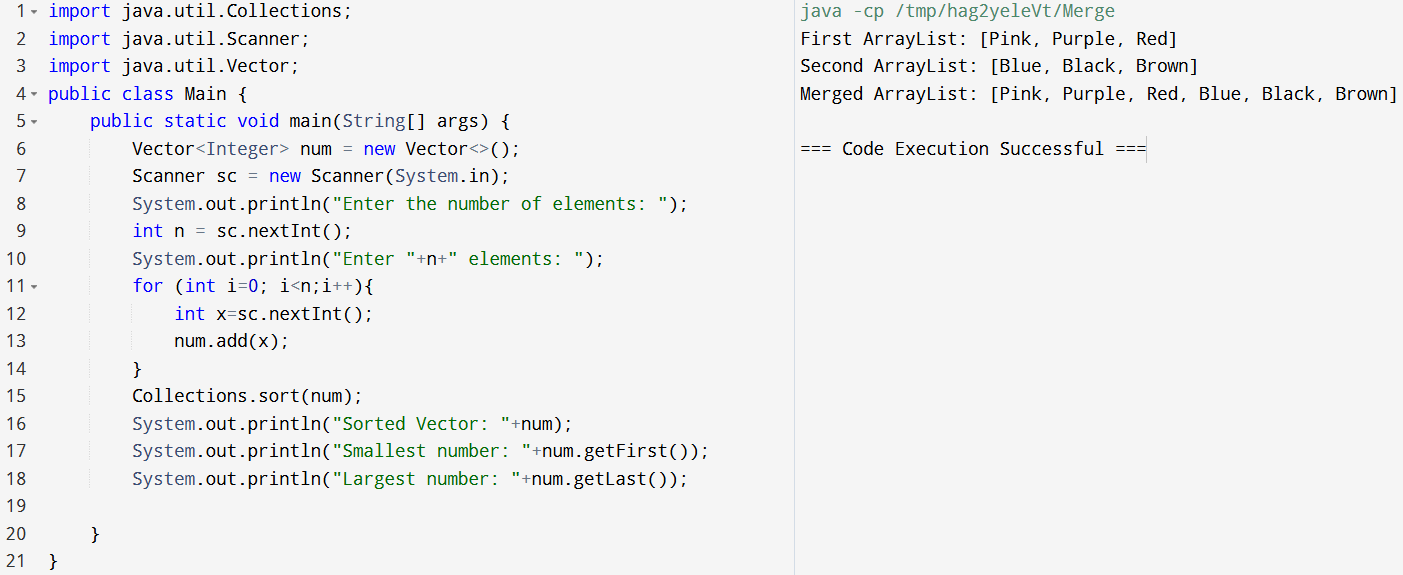 1 import java.util.Collections;
2 import java.util.Scanner;
3 import java.util.Vector;
4 public class Main {
5     public static void main(String[] args) {
6         Vector<Integer> num = new Vector<>();
7         Scanner sc = new Scanner(System.in);
8         System.out.println("Enter the number of elements: ");
9         int n = sc.nextInt();
10         System.out.println("Enter "+n+" elements: ");
11         for (int i=0; i<n;i++){
12             int x=sc.nextInt();
13             num.add(x);
14         }
15         Collections.sort(num);
16         System.out.println("Sorted Vector: "+num);
17         System.out.println("Smallest number: "+num.getFirst());
18         System.out.println("Largest number: "+num.getLast());
19
20     }
21 }
java -cp /tmp/hag2yeleVt/Merge
First ArrayList: [Pink, Purple, Red]
Second ArrayList: [Blue, Black, Brown]
Merged ArrayList: [Pink, Purple, Red, Blue, Black, Brown]
=== Code Execution Successful ===